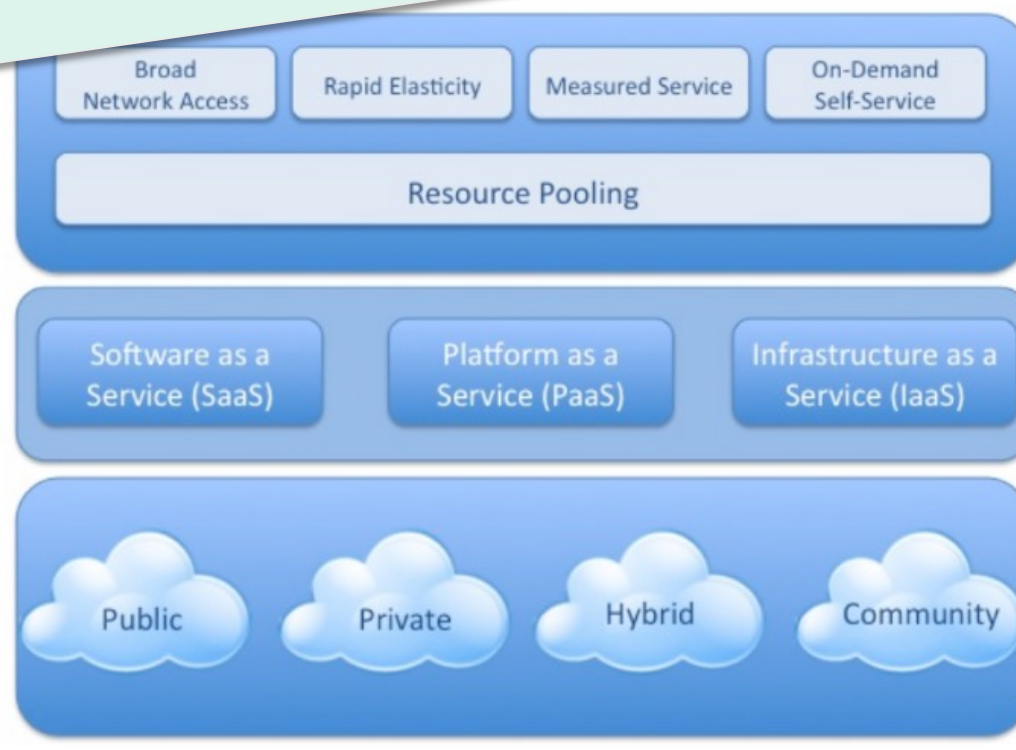 Broad
Network Access
Rapid Elasticity
Measured Service
On-Demand
Self-Service
Resource Pooling
Software as a
Service (SaaS)
Platform as a
Service (PaaS)
Infrastructure as a
Service (IaaS)
Public
Private
Hybrid
Community